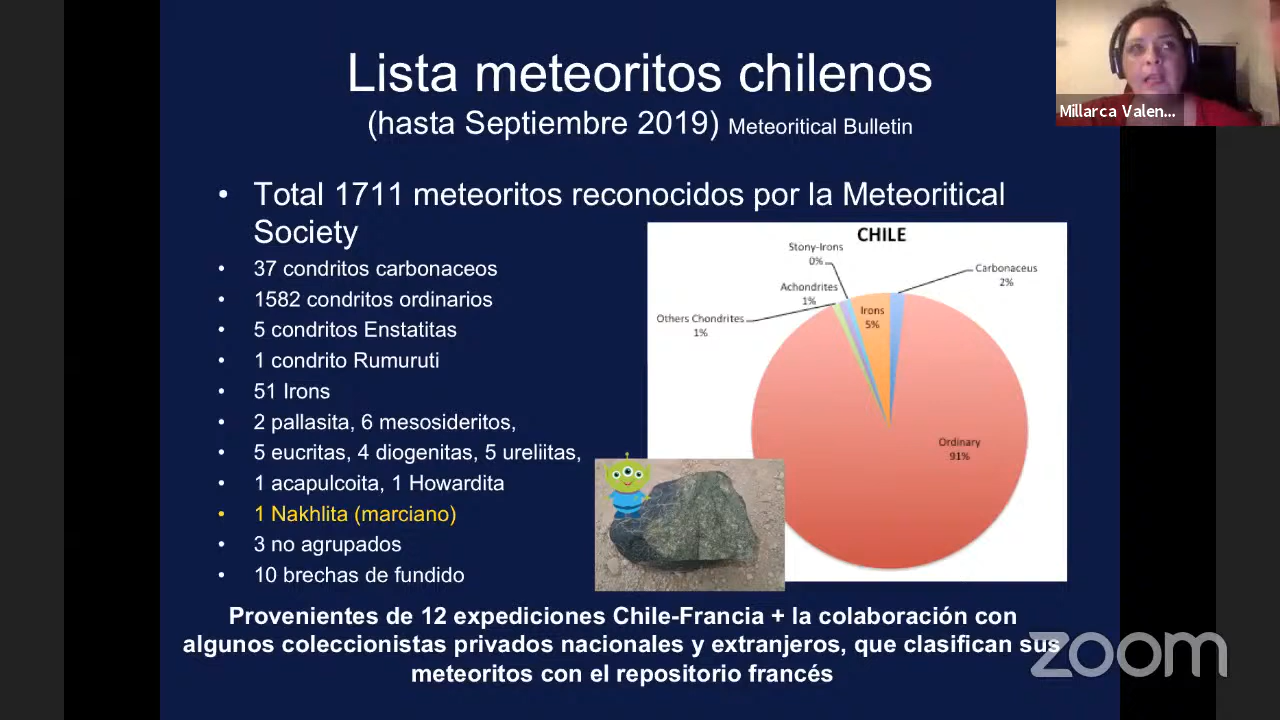 Lista meteoritos chilenos
(hasta Septiembre 2019) Meteoritical Bulletin
Millarca Valen...
• Total 1711 meteoritos reconocidos por la Meteoritical
Society
• 37 condritos carbonaceos
• 1582 condritos ordinarios
• 5 condritos Enstatitas
• 1 condrito Rumuruti
• 51 Irons
• 2 pallasita, 6 mesosideritos,
• 5 eucritas, 4 diogenitas, 5 ureliitas,
• 1 acapulcoita, 1 Howardita
• 1 Nakhlita (marciano)
• 3 no agrupados
• 10 brechas de fundido
CHILE
Stony-Irons
0%
Carbonaceus
2%
Achondrites
1%
Irons
5%
Others Chondrites
1%
Ordinary
91%
Provenientes de 12 expediciones Chile-Francia + la colaboración con
algunos coleccionistas privados nacionales y extranjeros, que clasifican sus
meteoritos con el repositorio francés
zoom